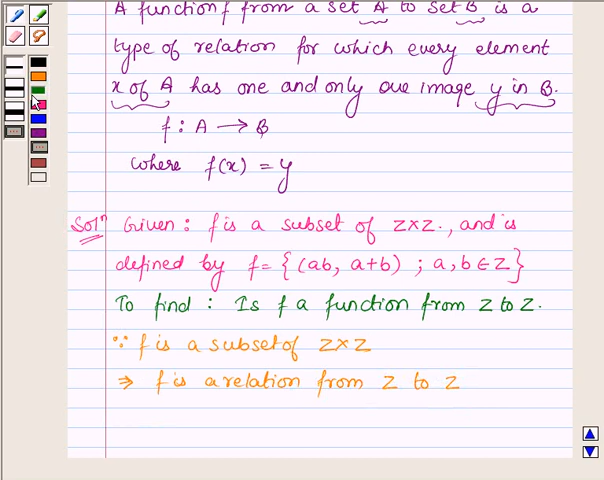 A function f from a set A to set B is a
type of relation for which every element
x of A has one and only one image y in B.
f : A → B
where f(x) = y
Solⁿ Given : f is a subset of Z×Z., and is
defined by f = { (ab, a+b) ; a, b ∈ Z }
To find : Is f a function from Z to Z.
∵ f is a subset of Z×Z
⇒ f is a relation from Z to Z